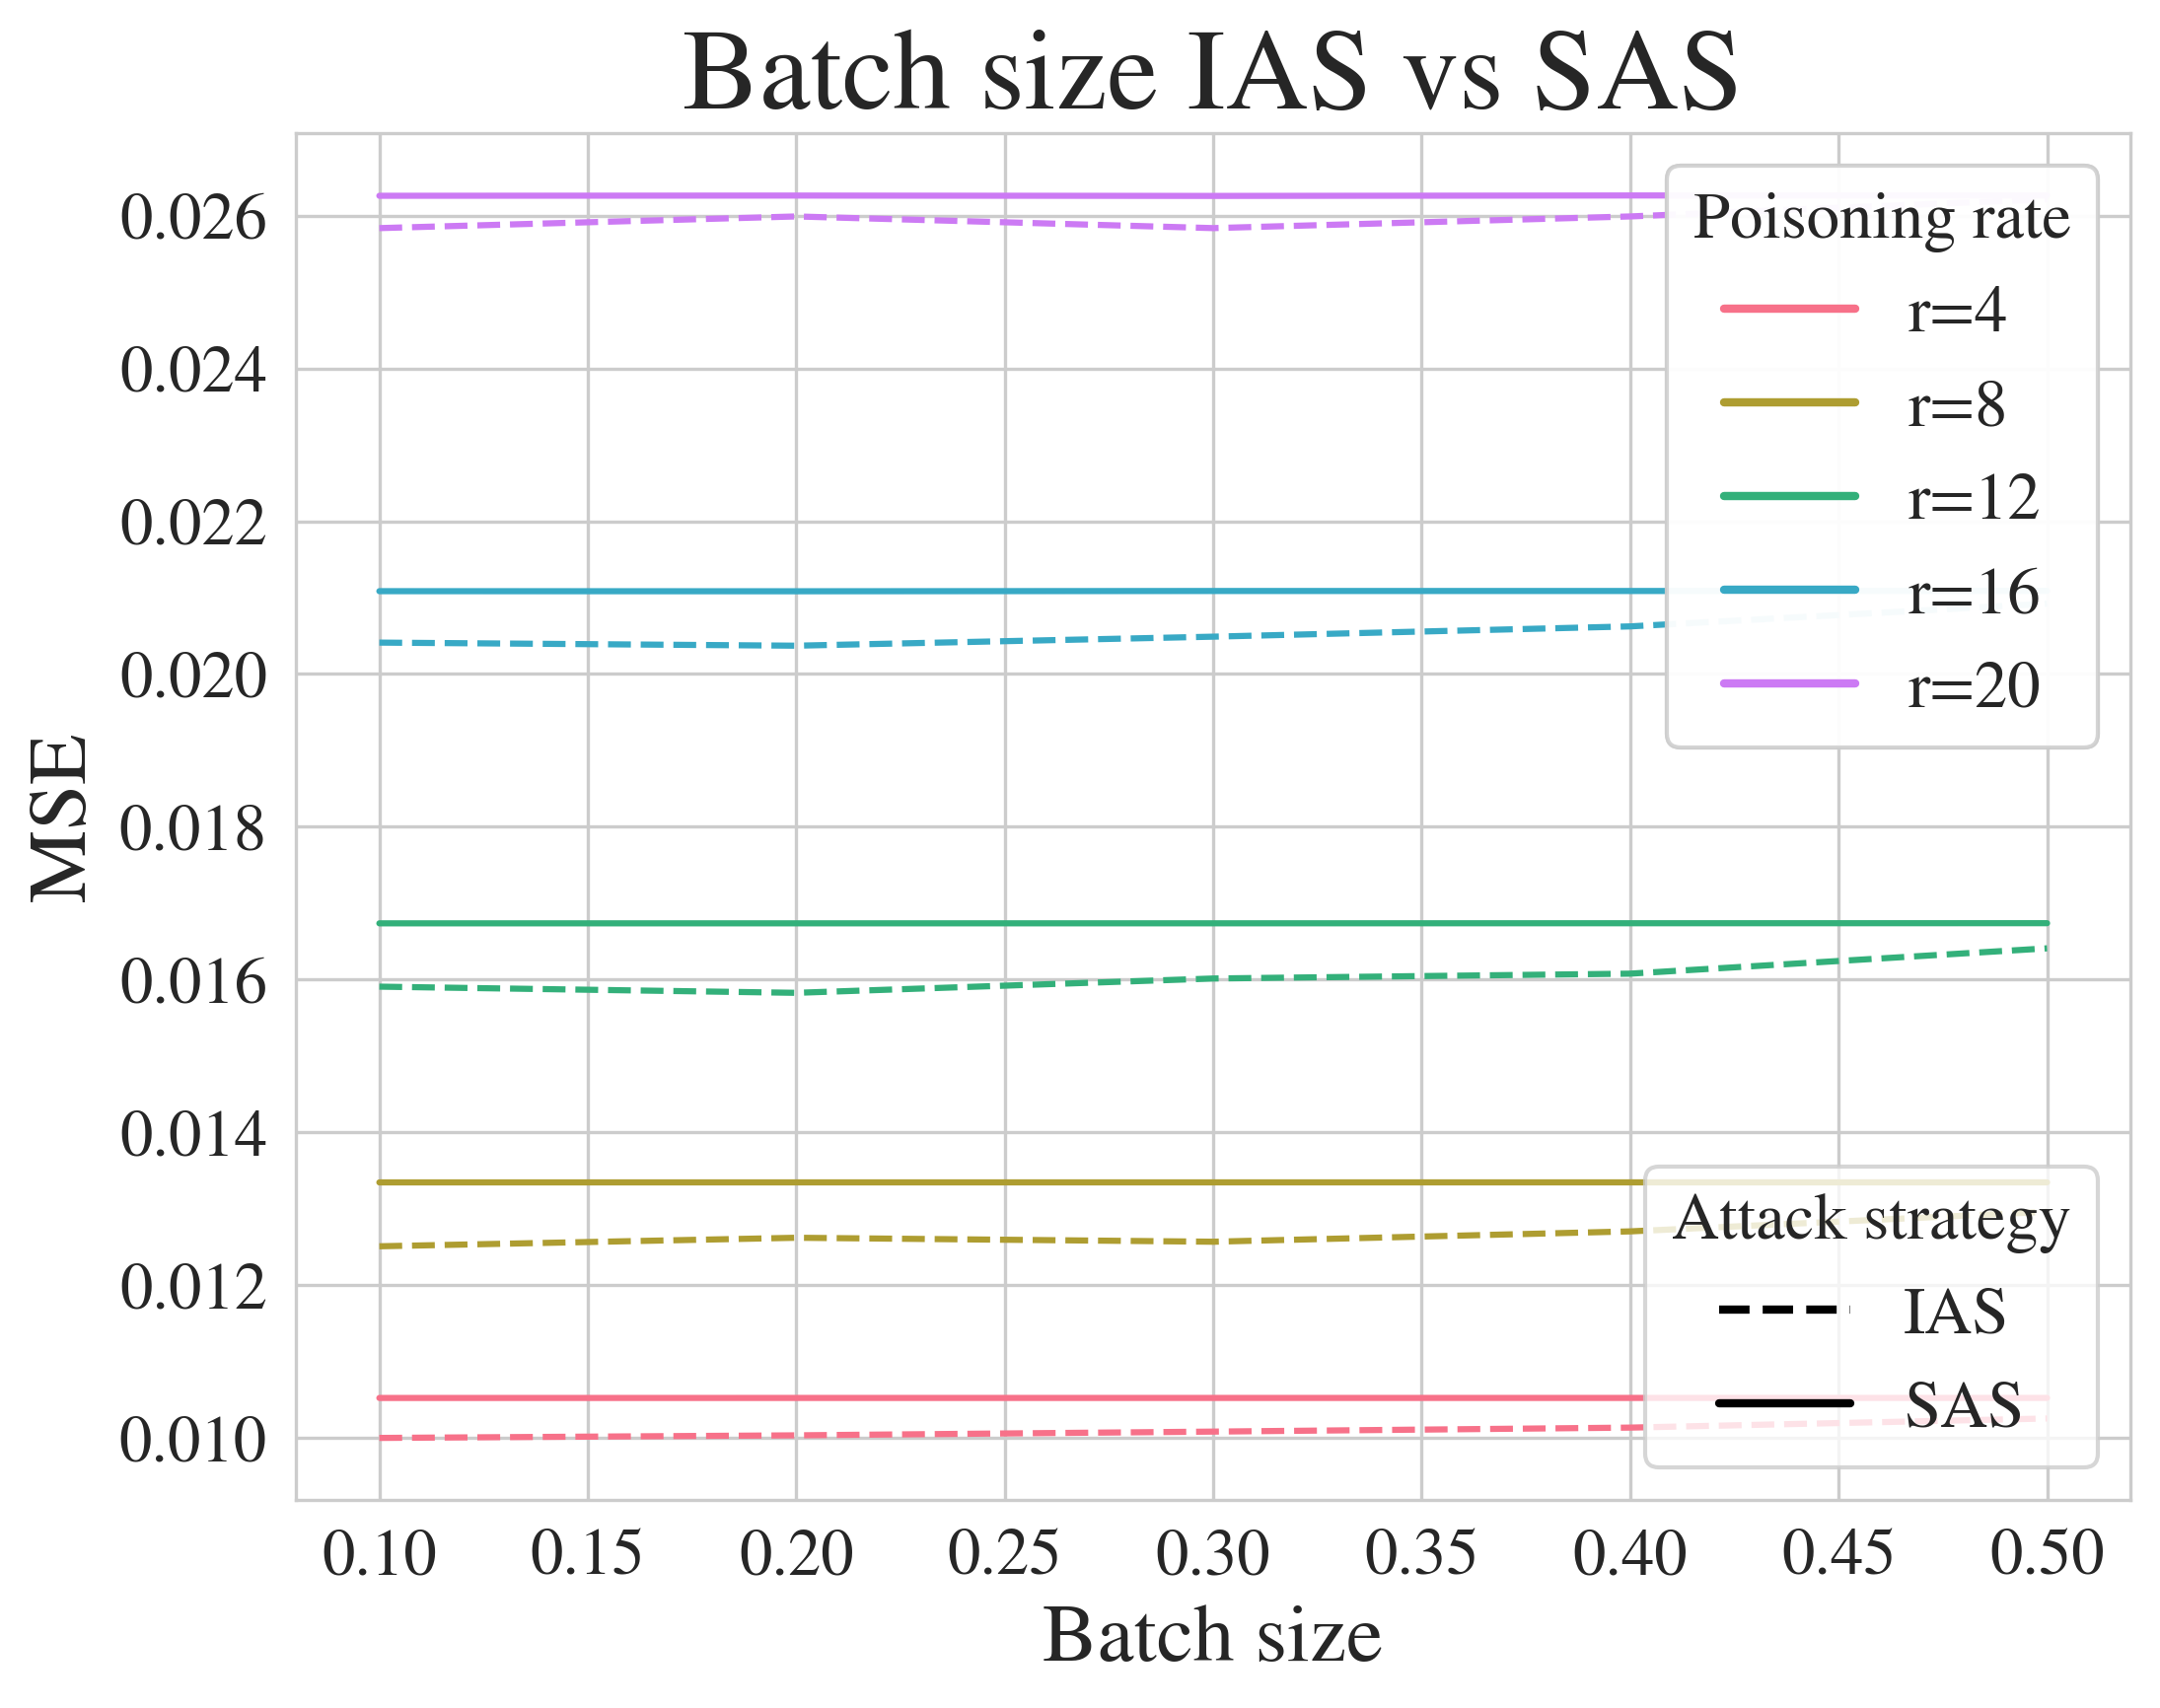 Batch size IAS vs SAS
MSE
0.026
0.024
0.022
0.020
0.018
0.016
0.014
0.012
0.010
Poisoning rate
r=4
r=8
r=12
r=16
r=20
Attack strategy
IAS
SAS
0.10 0.15 0.20 0.25 0.30 0.35 0.40 0.45 0.50
Batch size